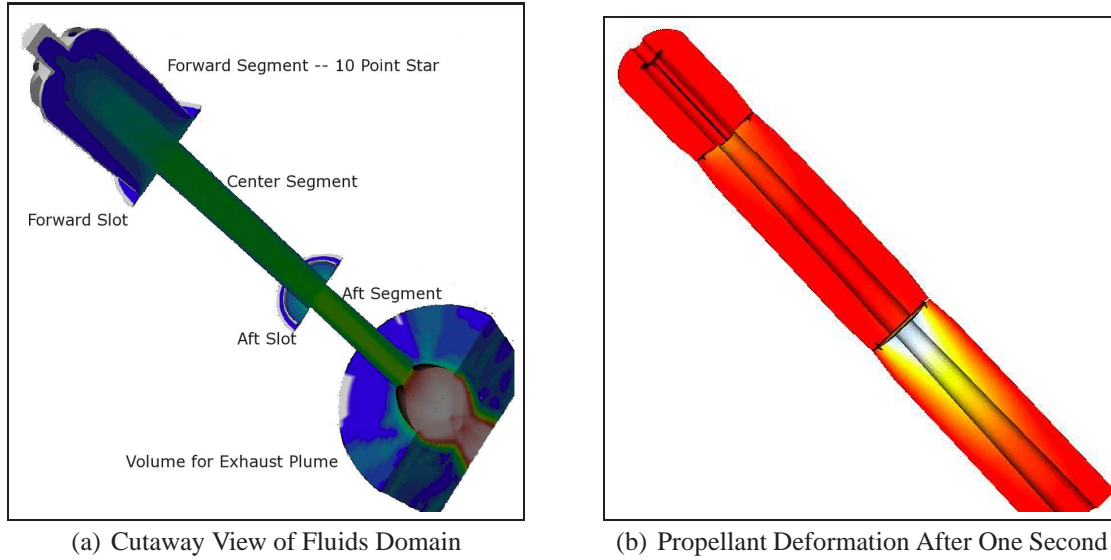 Forward Segment -- 10 Point Star
Center Segment
Forward Slot
Aft Segment
Aft Slot
Volume for Exhaust Plume
(a) Cutaway View of Fluids Domain
(b) Propellant Deformation After One Second